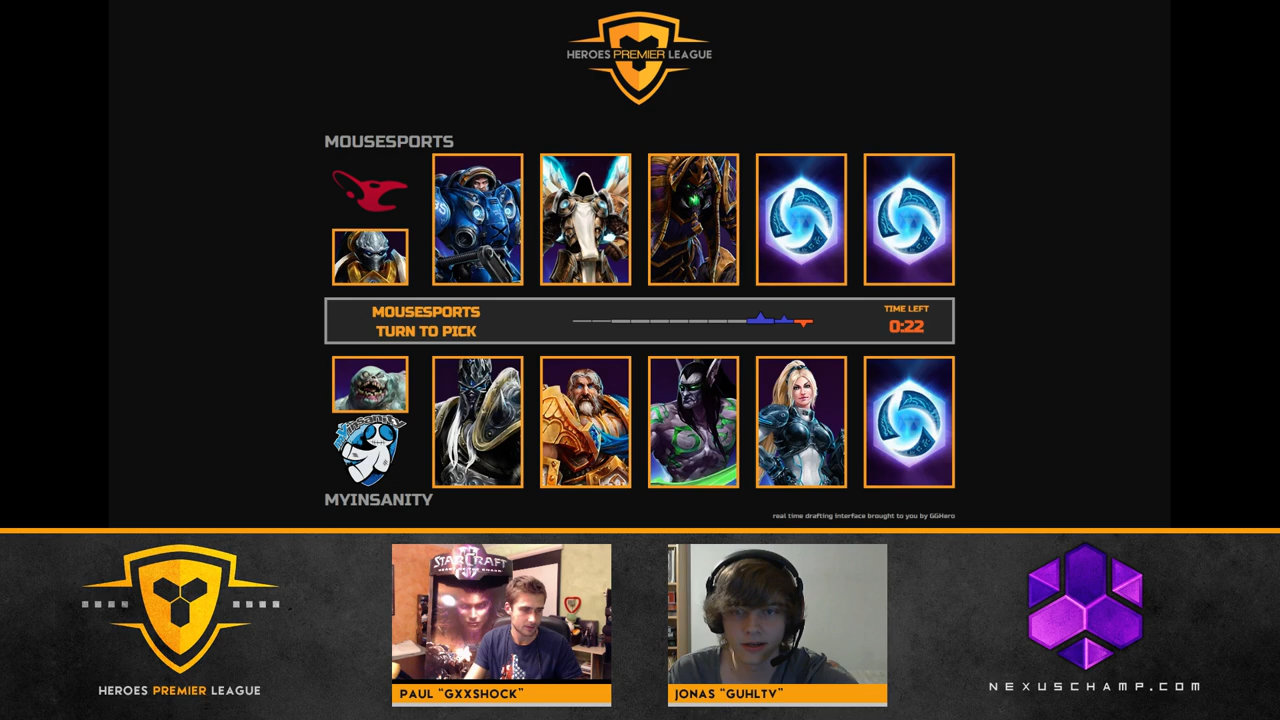 HEROES PREMIER LEAGUE
MOUSESPORTS
MOUSESPORTS
TURN TO PICK
TIME LEFT
0:22
MYINSANITY
real time drafting interface brought to you by GGHero
STARCRAFT
HEROES PREMIER LEAGUE
PAUL "GXXSHOCK"
JONAS "GUHLTV"
NEXUSCHAMP.COM